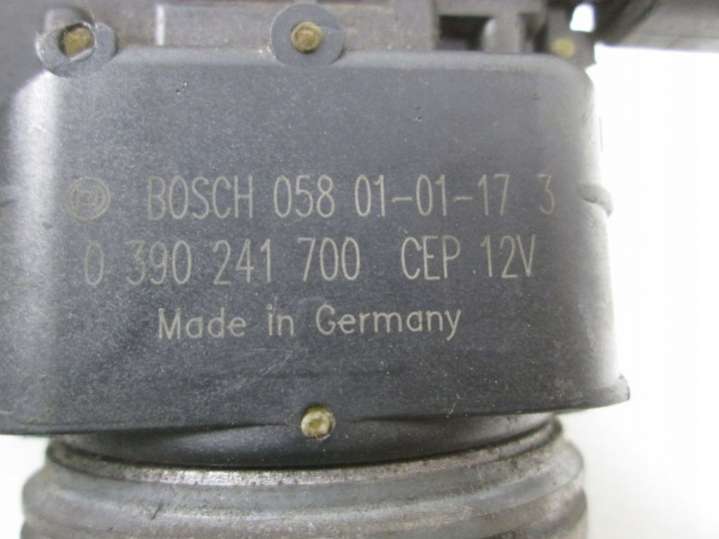 BOSCH 058 01-01-17 3
0 390 241 700 CEP 12V
Made in Germany